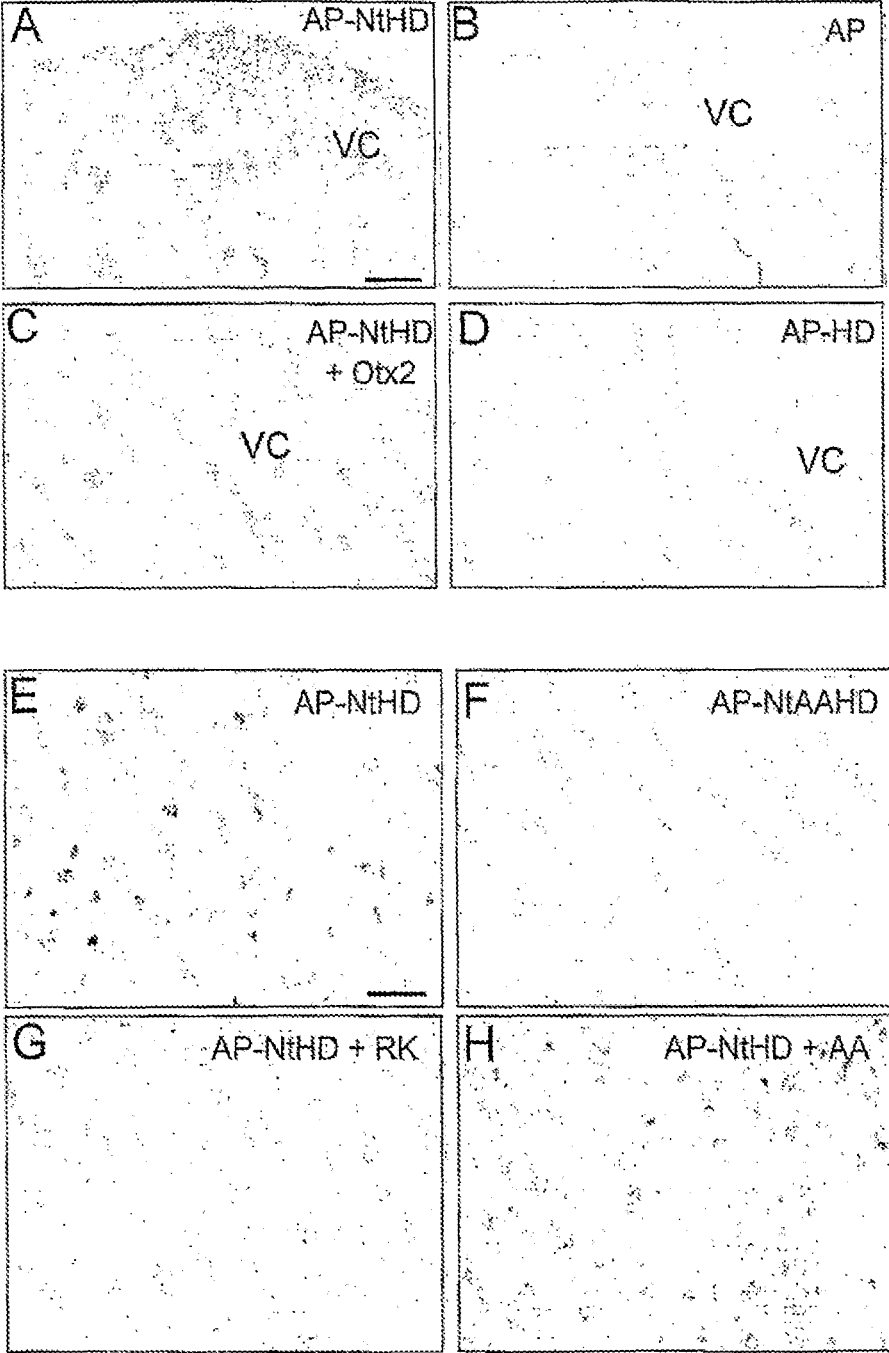 A AP-NtHD
VC
B AP
VC
C AP-NtHD
+ Otx2
VC
D AP-HD
VC
E AP-NtHD
F AP-NtAAHD
G AP-NtHD + RK
H AP-NtHD + AA